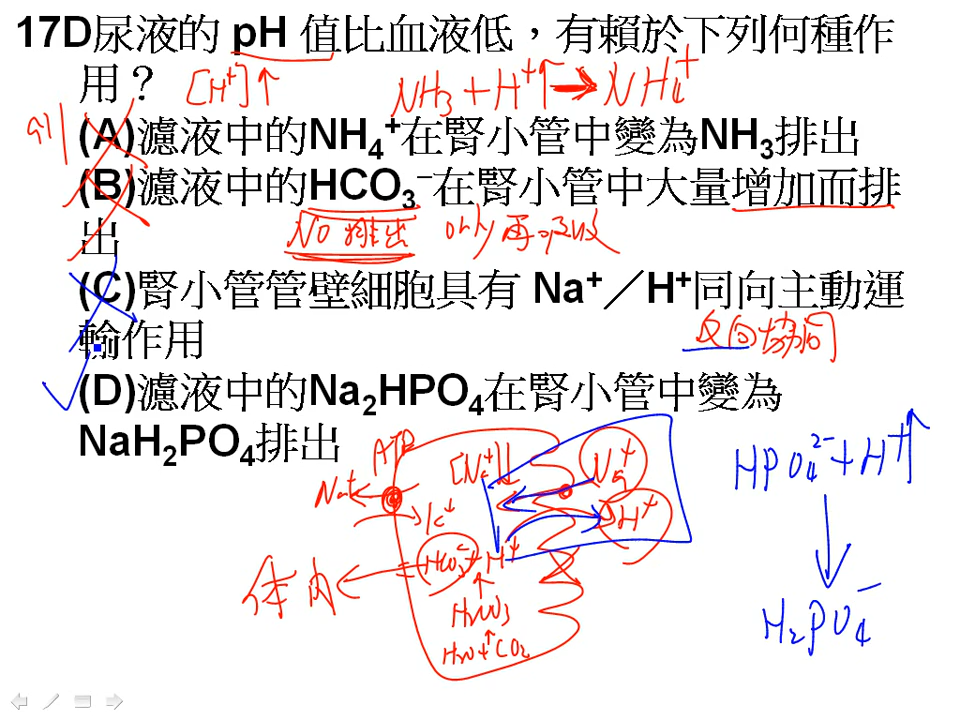 17D尿液的 pH 值比血液低，有賴於下列何種作
用？ [H⁺]↑ NH₃+H⁺↑→NH₄⁺
(A)濾液中的NH₄⁺在腎小管中變為NH₃排出
(B)濾液中的HCO₃⁻在腎小管中大量增加而排
出 NO 排出 only 再吸收
(C)腎小管管壁細胞具有 Na⁺／H⁺同向主動運
輸作用 反向協同
(D)濾液中的Na₂HPO₄在腎小管中變為
NaH₂PO₄排出
ATP [Na⁺]↓ Na⁺ HPO₄²⁻+H⁺↑
Na⁺ K⁺ H⁺
体内 HCO₃⁻+H⁺
H₂CO₃ H₂PO₄⁻
H₂O+CO₂